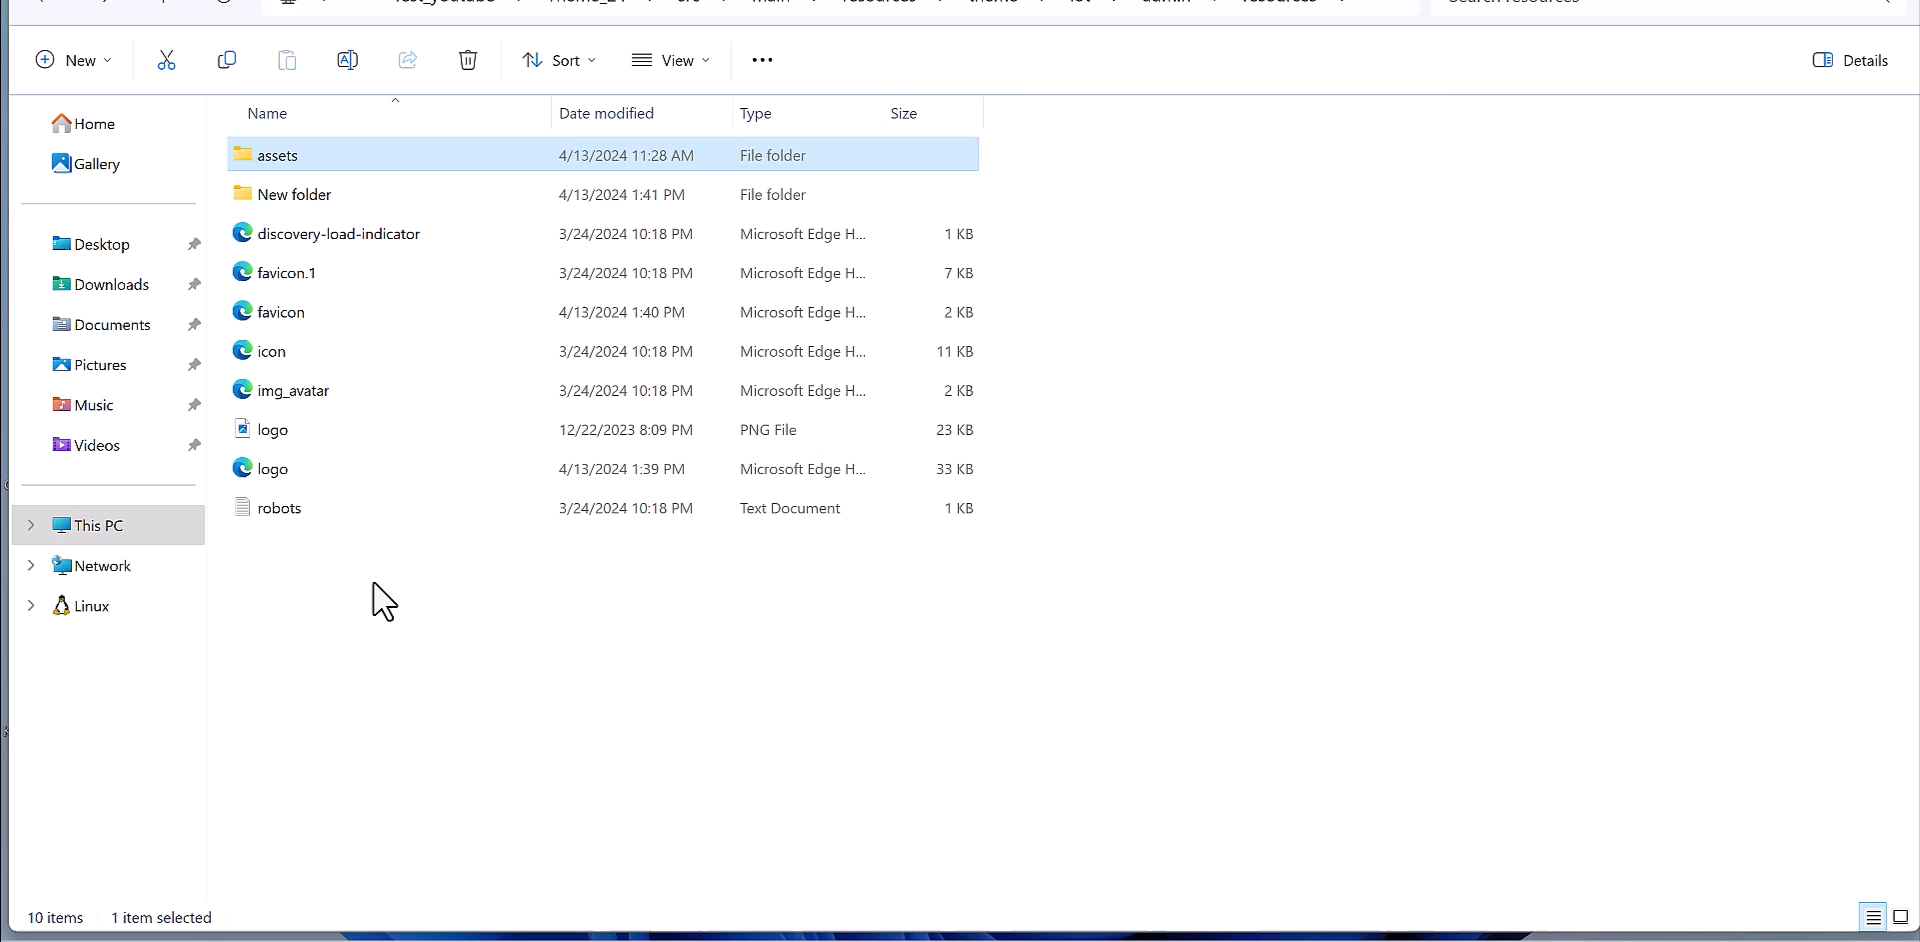 New
Sort
View
Details
Home
Gallery
Desktop
Downloads
Documents
Pictures
Music
Videos
This PC
Network
Linux
Name Date modified Type Size
assets 4/13/2024 11:28 AM File folder
New folder 4/13/2024 1:41 PM File folder
discovery-load-indicator 3/24/2024 10:18 PM Microsoft Edge H... 1 KB
favicon.1 3/24/2024 10:18 PM Microsoft Edge H... 7 KB
favicon 4/13/2024 1:40 PM Microsoft Edge H... 2 KB
icon 3/24/2024 10:18 PM Microsoft Edge H... 11 KB
img_avatar 3/24/2024 10:18 PM Microsoft Edge H... 2 KB
logo 12/22/2023 8:09 PM PNG File 23 KB
logo 4/13/2024 1:39 PM Microsoft Edge H... 33 KB
robots 3/24/2024 10:18 PM Text Document 1 KB
10 items 1 item selected